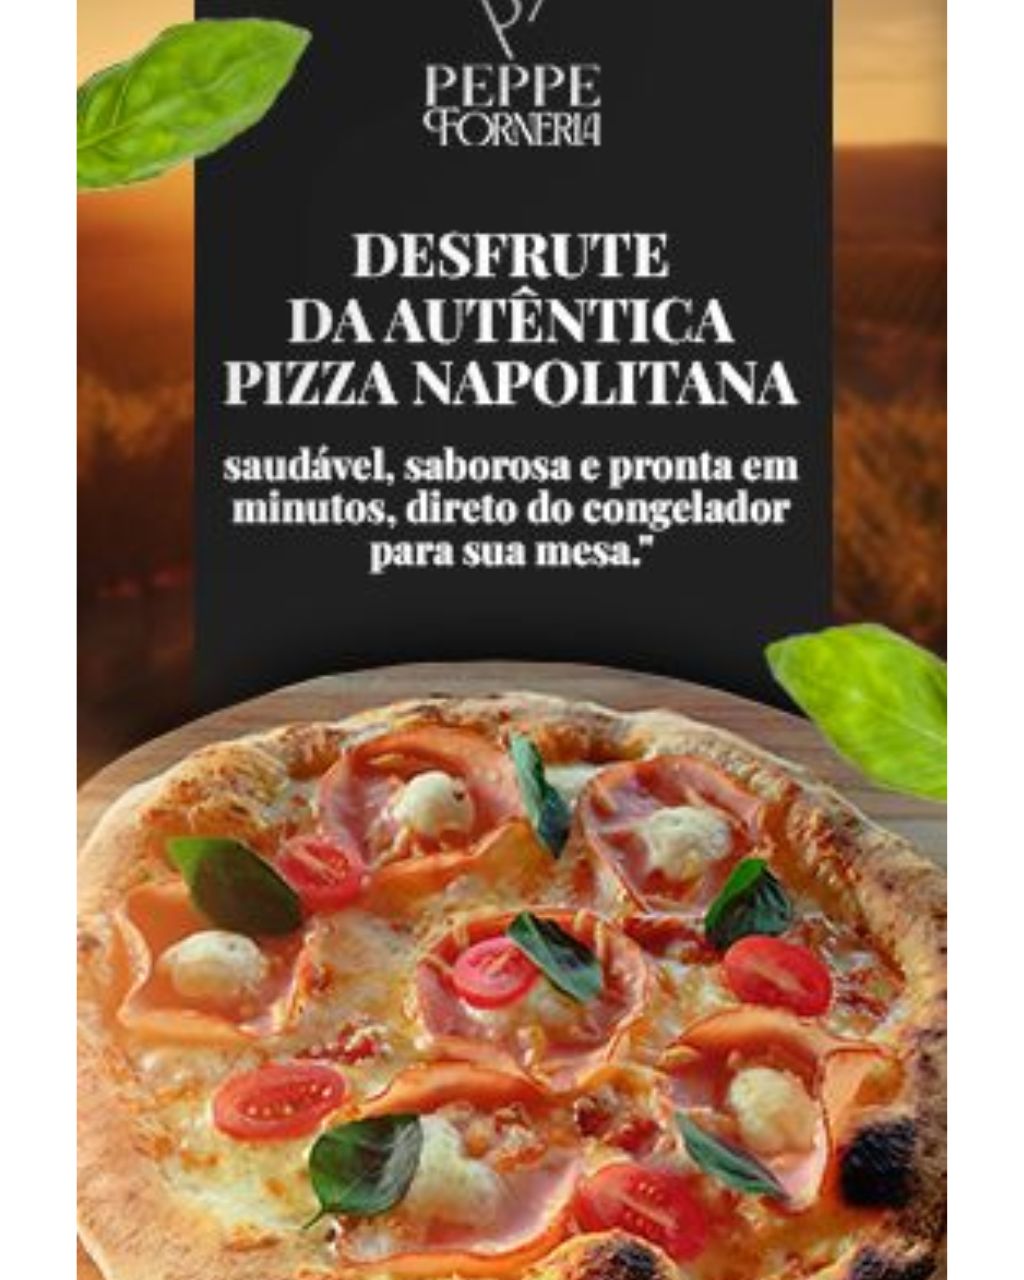 PEPPE
FORNERIA
DESFRUTE
DA AUTÊNTICA
PIZZA NAPOLITANA
saudável, saborosa e pronta em
minutos, direto do congelador
para sua mesa."